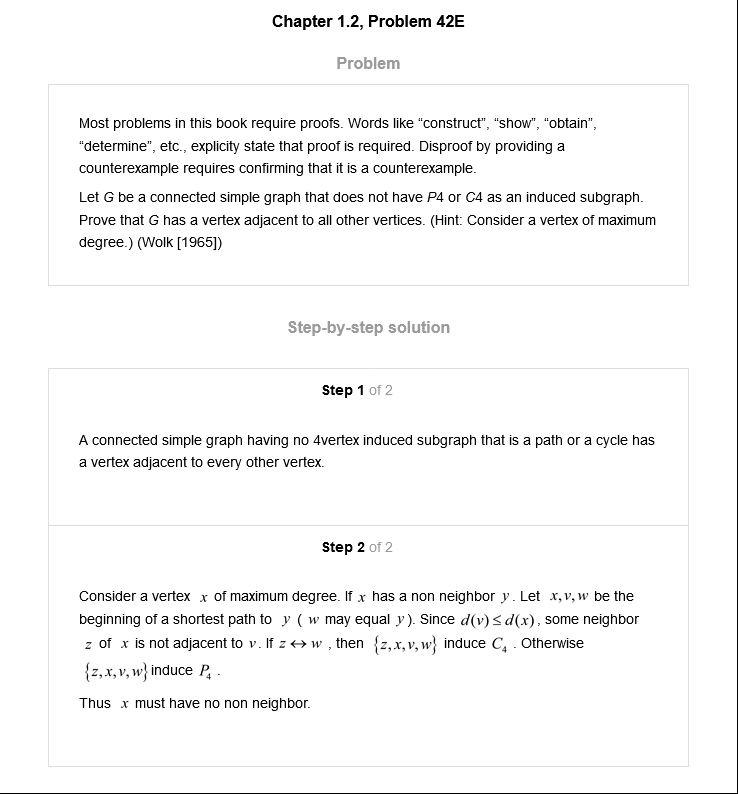 Chapter 1.2, Problem 42E
Problem
Most problems in this book require proofs. Words like “construct”, “show”, “obtain”,
“determine”, etc., explicity state that proof is required. Disproof by providing a
counterexample requires confirming that it is a counterexample.
Let G be a connected simple graph that does not have P4 or C4 as an induced subgraph.
Prove that G has a vertex adjacent to all other vertices. (Hint: Consider a vertex of maximum
degree.) (Wolk [1965])
Step-by-step solution
Step 1 of 2
A connected simple graph having no 4vertex induced subgraph that is a path or a cycle has
a vertex adjacent to every other vertex.
Step 2 of 2
Consider a vertex x of maximum degree. If x has a non neighbor y. Let x, v, w be the
beginning of a shortest path to y ( w may equal y). Since d(v) ≤ d(x), some neighbor
z of x is not adjacent to v. If z ↔ w , then {z, x, v, w} induce C₄ . Otherwise
{z, x, v, w} induce P₄ .
Thus x must have no non neighbor.